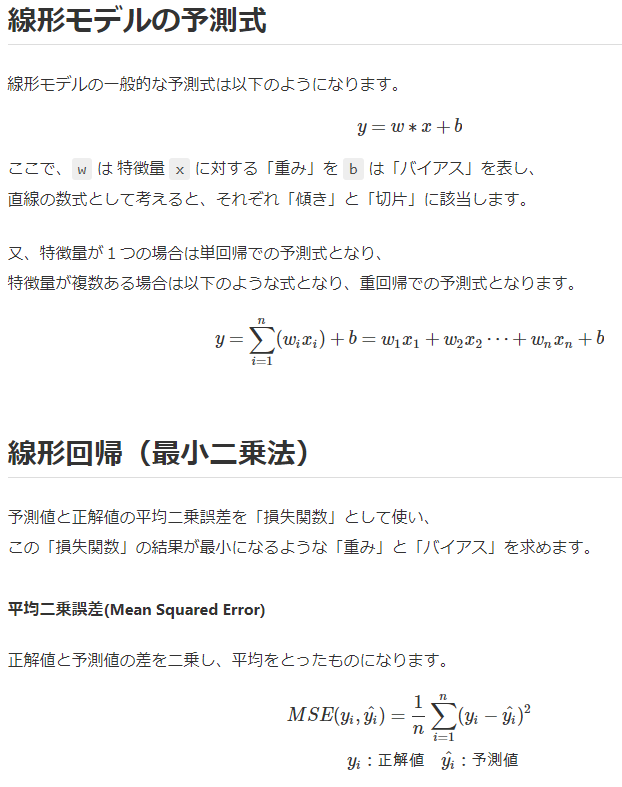 線形モデルの予測式
線形モデルの一般的な予測式は以下のようになります。
y = w ∗ x + b
ここで、 w は 特徴量 x に対する「重み」を b は「バイアス」を表し、
直線の数式として考えると、それぞれ「傾き」と「切片」に該当します。
又、特徴量が１つの場合は単回帰での予測式となり、
特徴量が複数ある場合は以下のような式となり、重回帰での予測式となります。
y = \sum_{i=1}^{n} (w_i x_i) + b = w_1 x_1 + w_2 x_2 ⋯ + w_n x_n + b
線形回帰（最小二乗法）
予測値と正解値の平均二乗誤差を「損失関数」として使い、
この「損失関数」の結果が最小になるような「重み」と「バイアス」を求めます。
平均二乗誤差(Mean Squared Error)
正解値と予測値の差を二乗し、平均をとったものになります。
MSE(y_i, \hat{y_i}) = \frac{1}{n} \sum_{i=1}^{n} (y_i − \hat{y_i})^2
y_i：正解値 \hat{y_i}：予測値